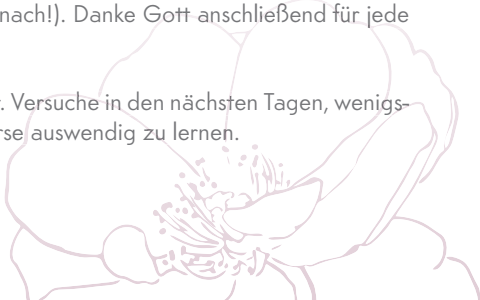 nach!). Danke Gott anschließend für jede
. Versuche in den nächsten Tagen, wenigs-
rse auswendig zu lernen.